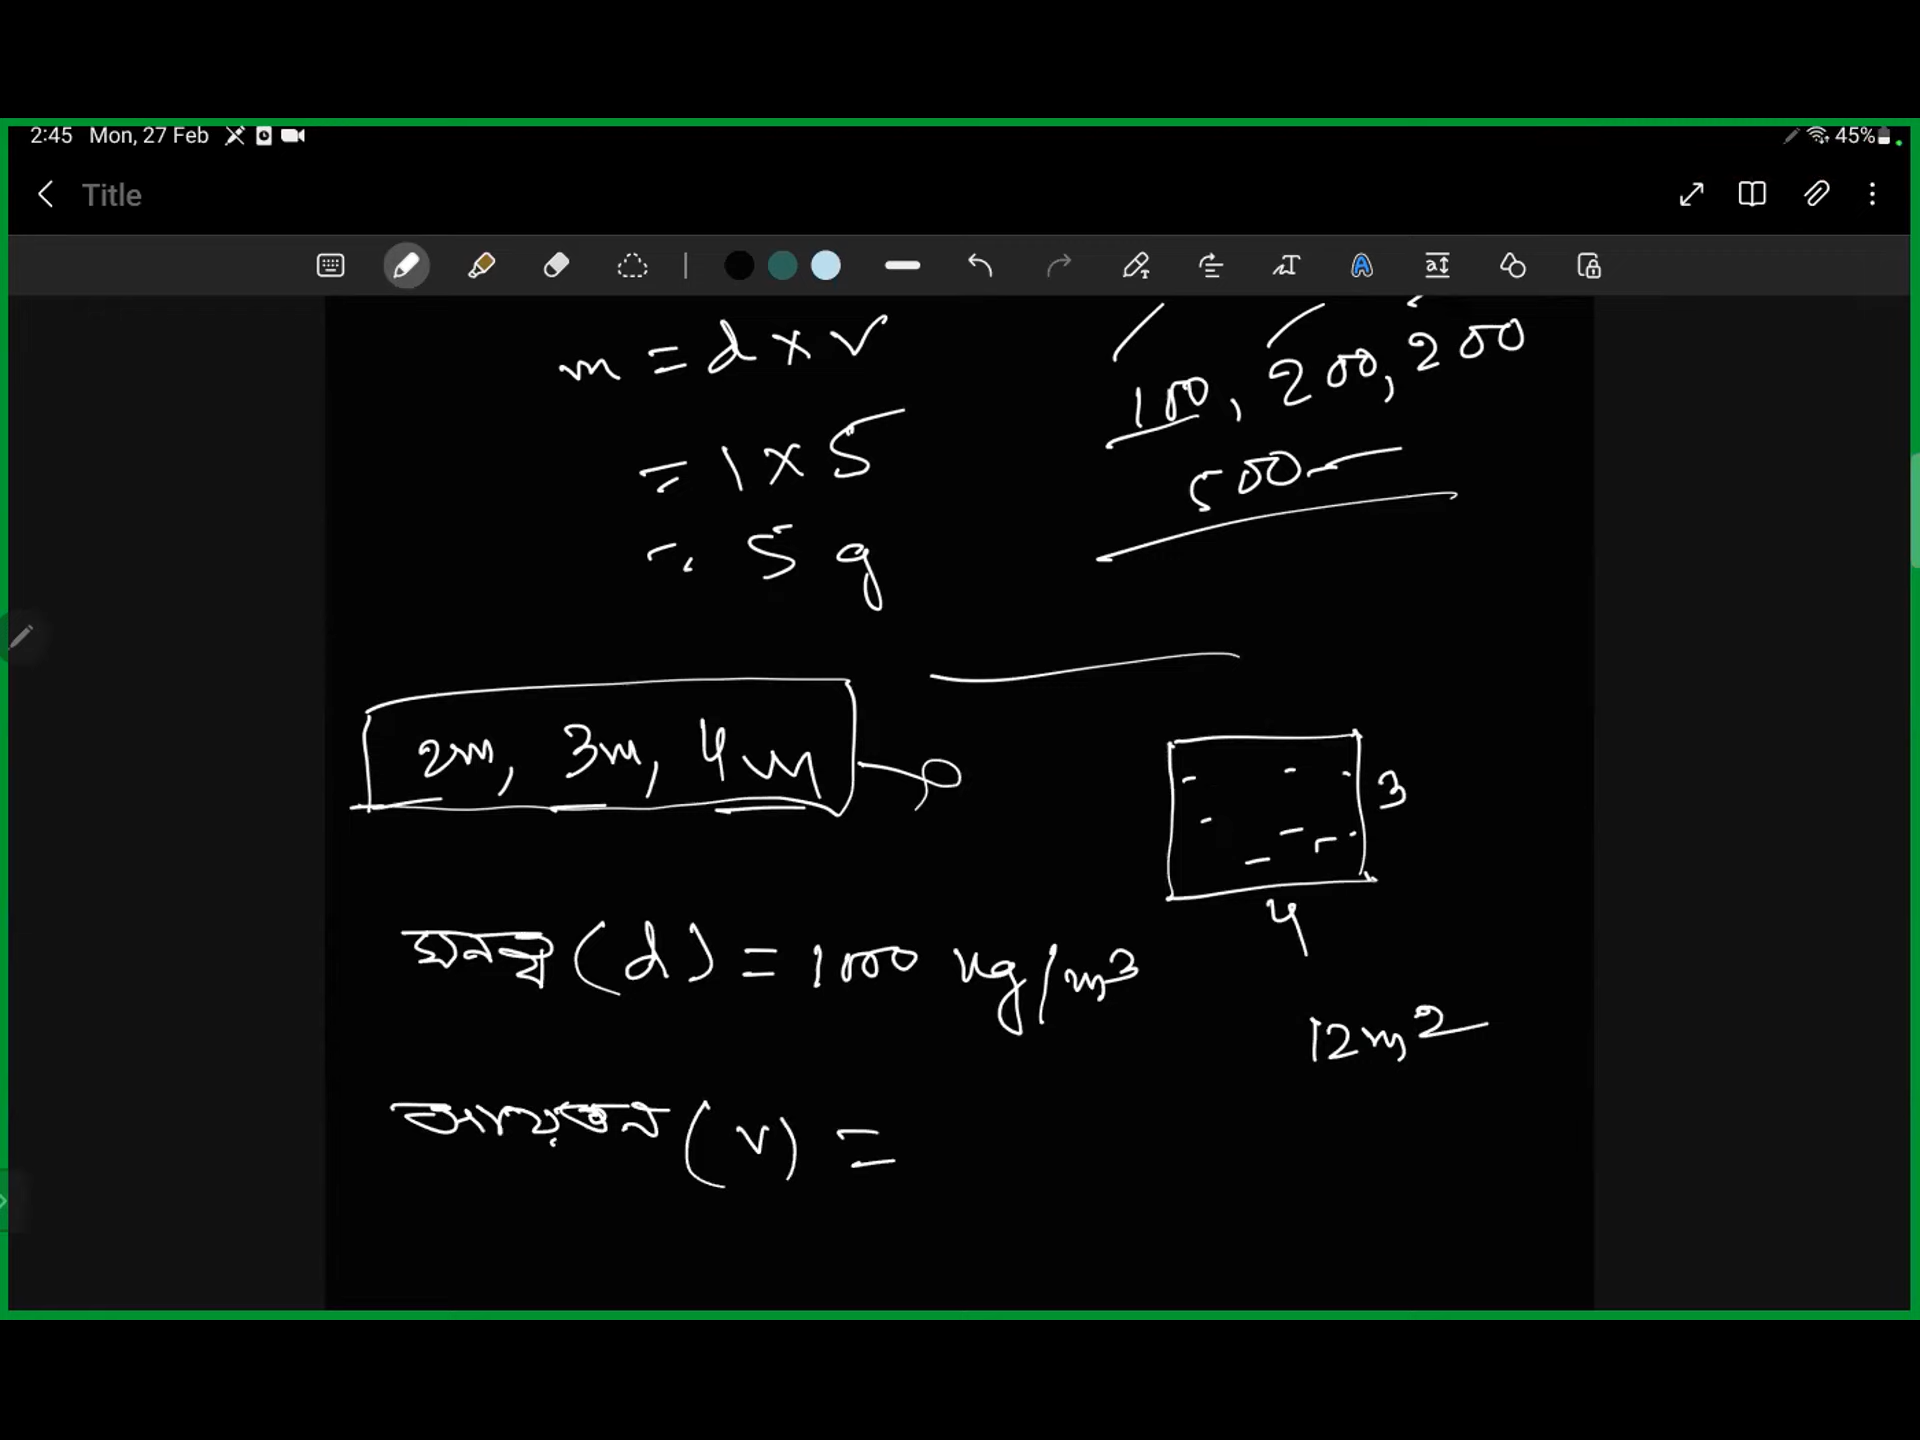 2:45 Mon, 27 Feb
45%
Title
m = d x v
= 1 x 5
= 5 g
100, 200, 200
500
2m, 3m, 4m
3
4
12m²
ঘনত্ব (d) = 1000 kg/m³
আয়তন (v) =